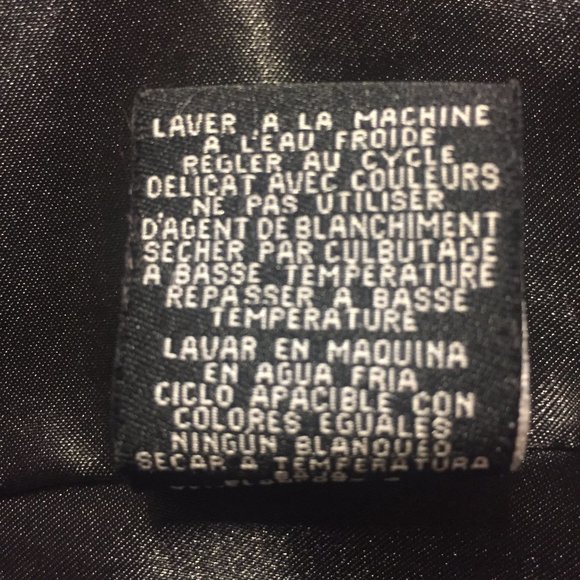 LAVER A LA MACHINE
A L'EAU FROIDE
REGLER AU CYCLE
DELICAT AVEC COULEURS
NE PAS UTILISER
D'AGENT DE BLANCHIMENT
SECHER PAR CULBUTAGE
A BASSE TEMPERATURE
REPASSER A BASSE
TEMPERATURE
LAVAR EN MAQUINA
EN AGUA FRIA
CICLO APACIBLE CON
COLORES EGUALES
NINGUN BLANQUEO
SECAR A TEMPERATURA